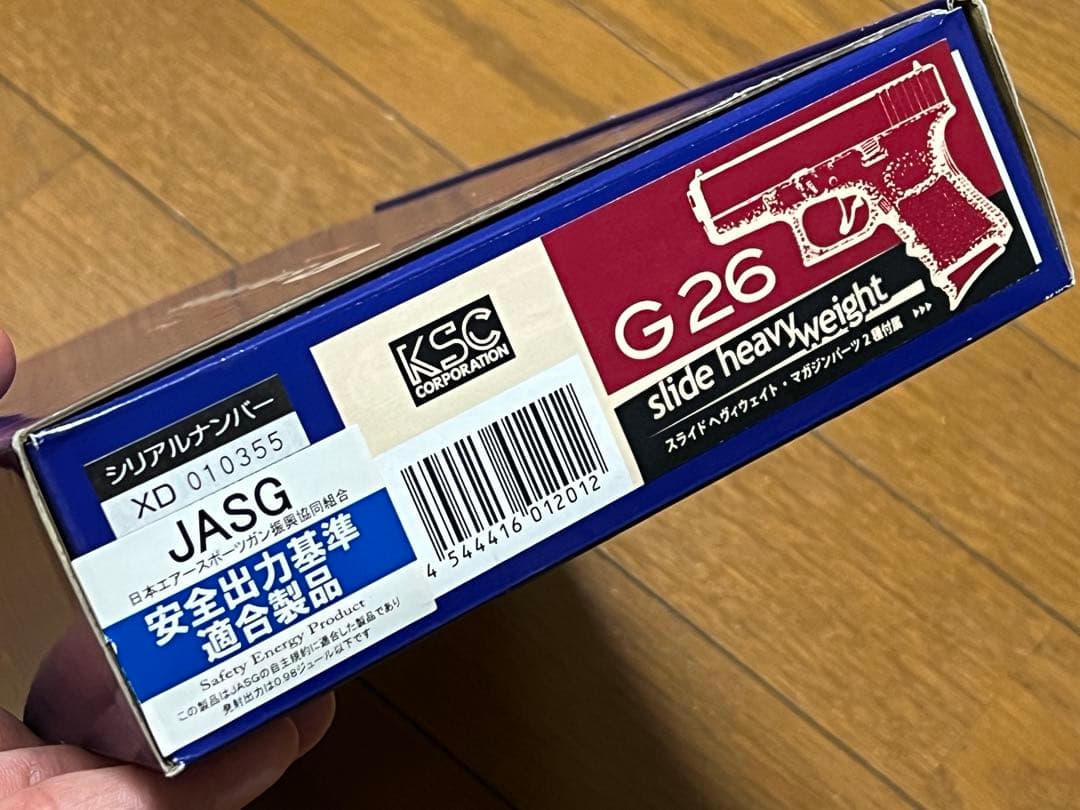 シリアルナンバー
XD 010355
JASG
日本エアースポーツガン振興協同組合
安全出力基準
適合製品
Safety Energy Product
この製品はJASGの自主規約に適合した製品であり
発射出力は0.98ジュール以下です
KSC
CORPORATION
4 544416 012012
G26
slide heavyweight
スライドヘヴィウェイト・マガジンパーツ2種付属